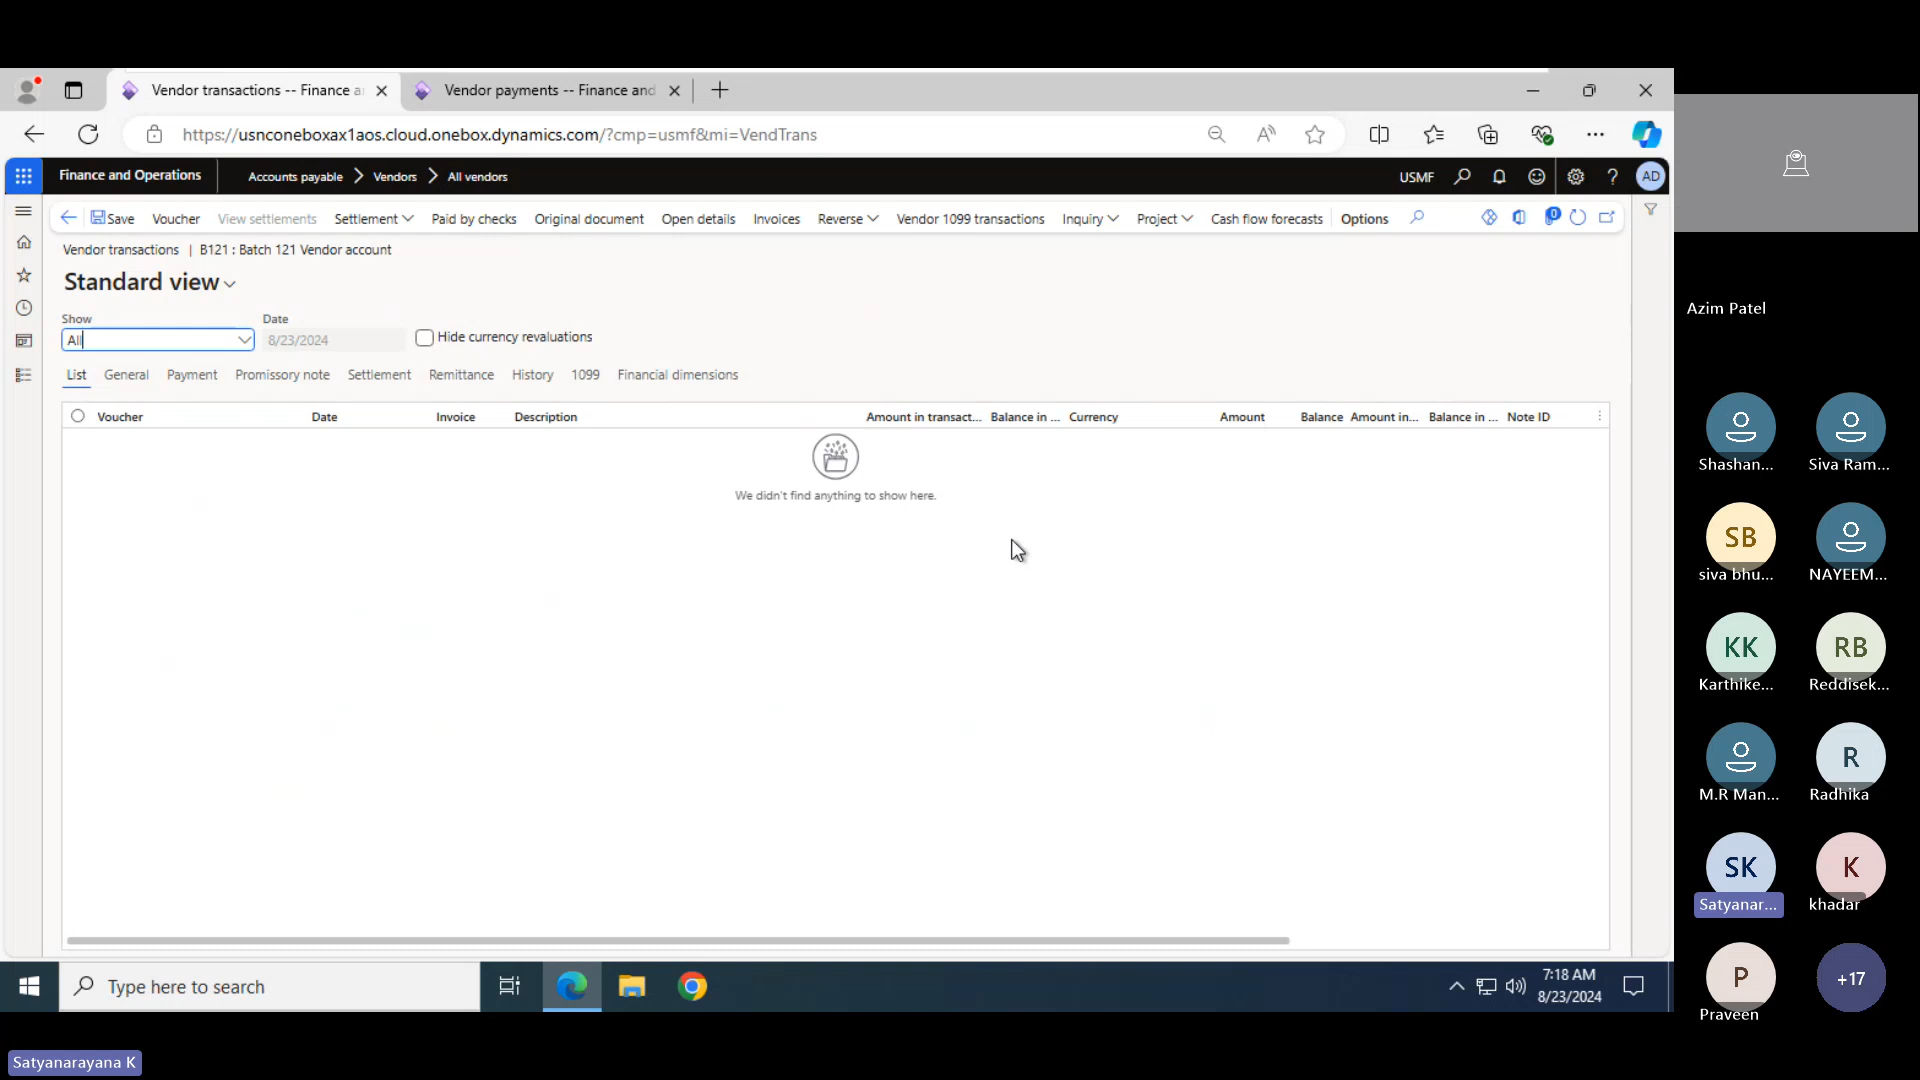 Vendor transactions -- Finance a
Vendor payments -- Finance and
https://usnconeboxax1aos.cloud.onebox.dynamics.com/?cmp=usmf&mi=VendTrans
Finance and Operations
Accounts payable
Vendors
All vendors
USMF
AD
Save
Voucher
View settlements
Settlement
Paid by checks
Original document
Open details
Invoices
Reverse
Vendor 1099 transactions
Inquiry
Project
Cash flow forecasts
Options
0
Vendor transactions | B121 : Batch 121 Vendor account
Standard view
Show
Date
All
8/23/2024
Hide currency revaluations
List
General
Payment
Promissory note
Settlement
Remittance
History
1099
Financial dimensions
Voucher
Date
Invoice
Description
Amount in transact...
Balance in ...
Currency
Amount
Balance
Amount in...
Balance in ...
Note ID
We didn't find anything to show here.
Type here to search
7:18 AM
8/23/2024
Azim Patel
Shashan...
Siva Ram...
SB
siva bhu...
NAYEEM...
KK
Karthike...
RB
Reddisek...
M.R Man...
R
Radhika
SK
Satyanar...
K
khadar
P
Praveen
+17
Satyanarayana K